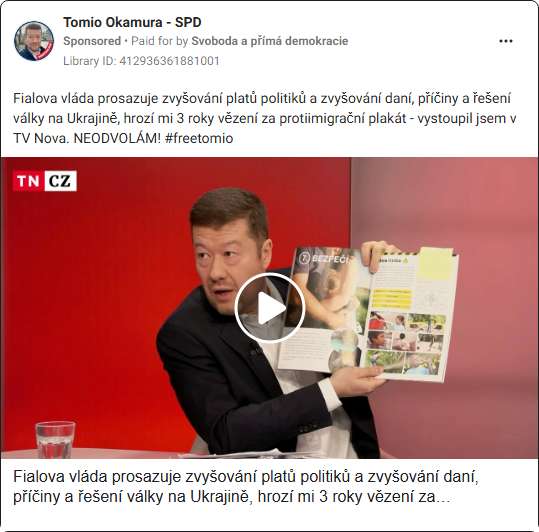 Tomio Okamura - SPD
Sponsored • Paid for by Svoboda a přímá demokracie
Library ID: 412936361881001
Fialova vláda prosazuje zvyšování platů politiků a zvyšování daní, příčiny a řešení
války na Ukrajině, hrozí mi 3 roky vězení za protiimigrační plakát - vystoupil jsem v
TV Nova. NEODVOLÁM! #freetomio
TN CZ
7. BEZPEČÍ
Fialova vláda prosazuje zvyšování platů politiků a zvyšování daní,
příčiny a řešení války na Ukrajině, hrozí mi 3 roky vězení za…